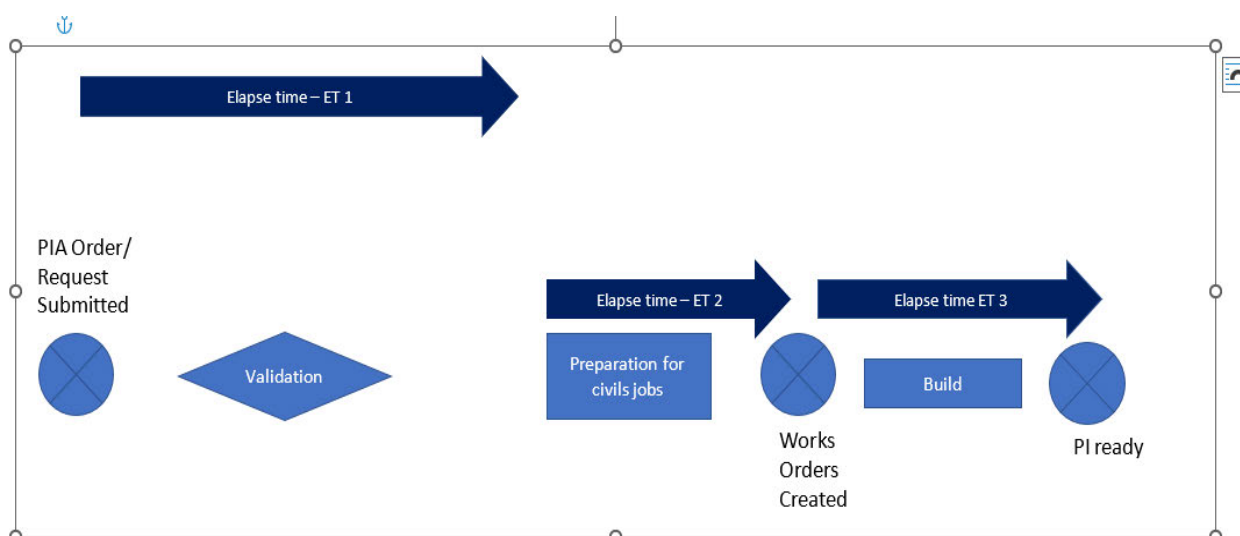 Elapse time – ET 1
PIA Order/
Request
Submitted
Validation
Elapse time – ET 2
Preparation for
civils jobs
Elapse time ET 3
Works
Orders
Created
Build
PI ready